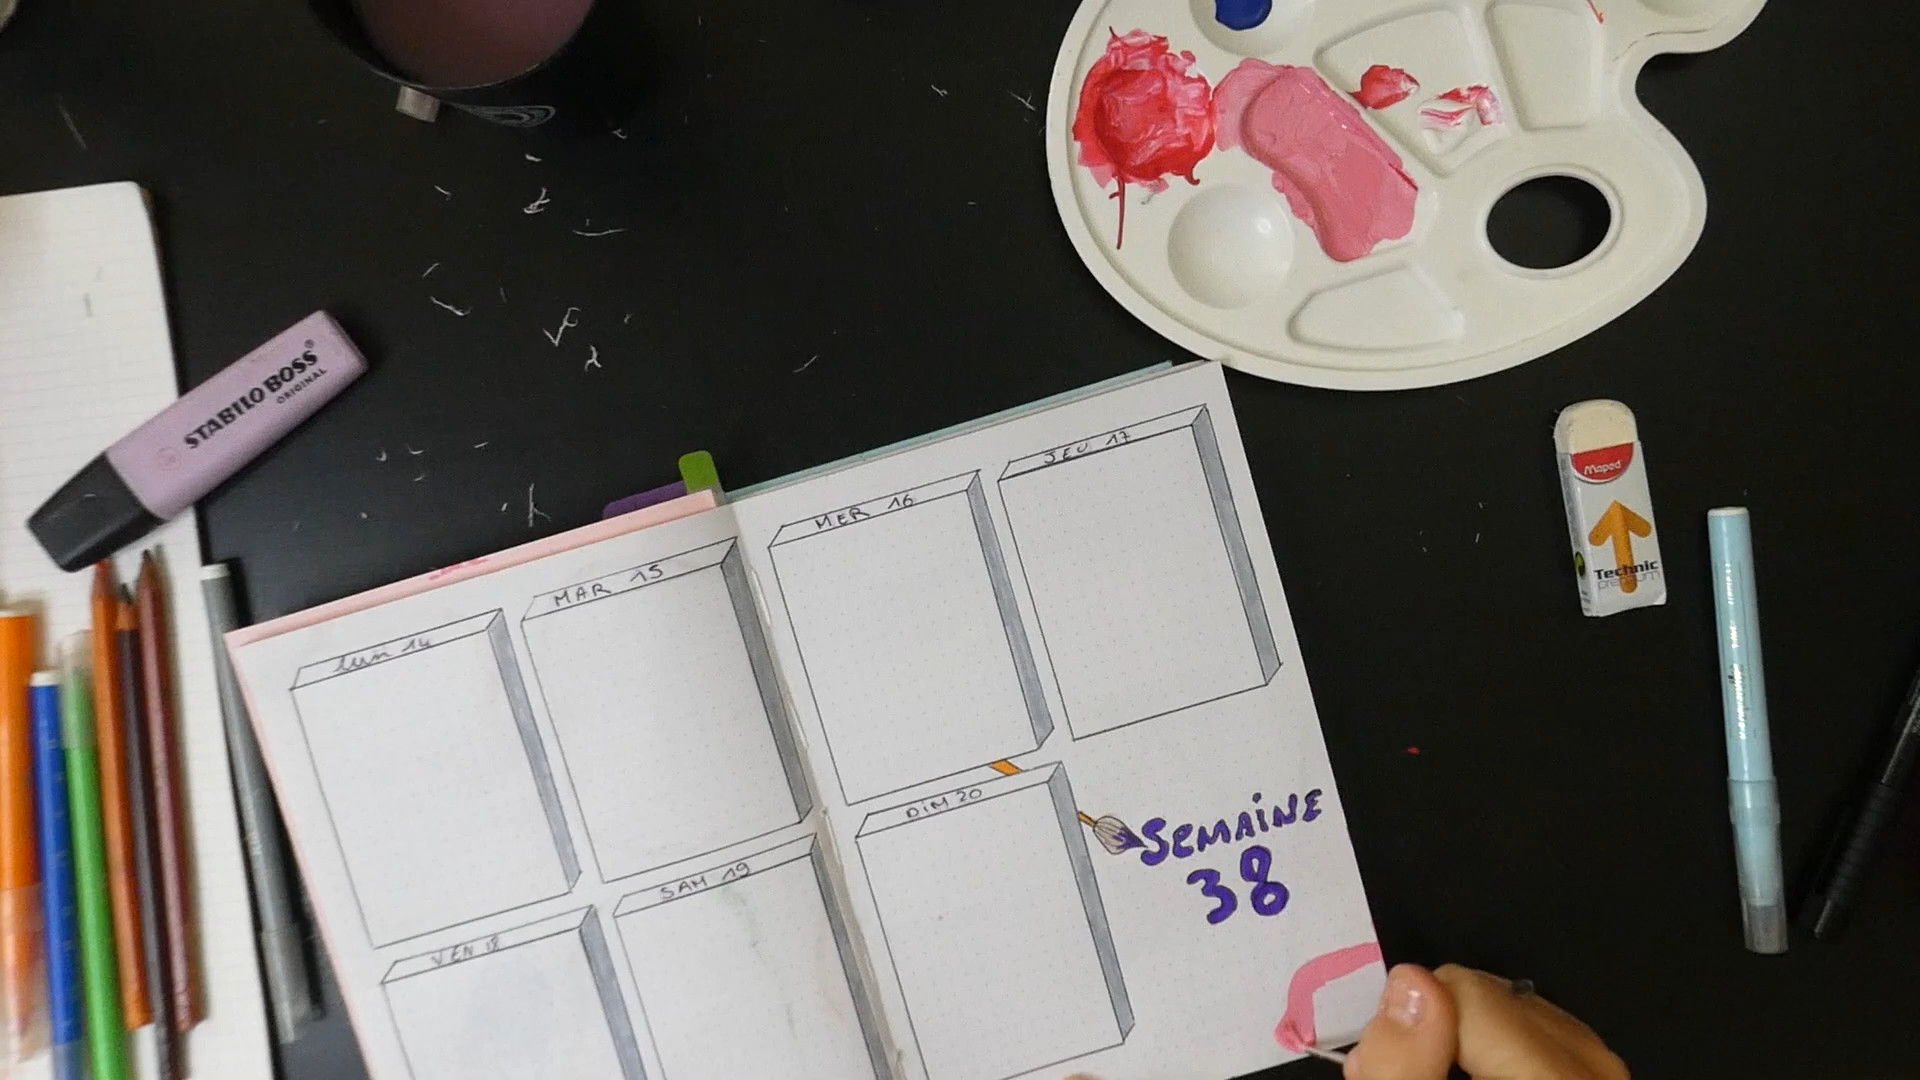 STABILO BOSS®
ORIGINAL
Maped
Technic
premium
lun 14
MAR 15
MER 16
JEU 17
VEN 18
SAM 19
DIM 20
SEMAINE
38